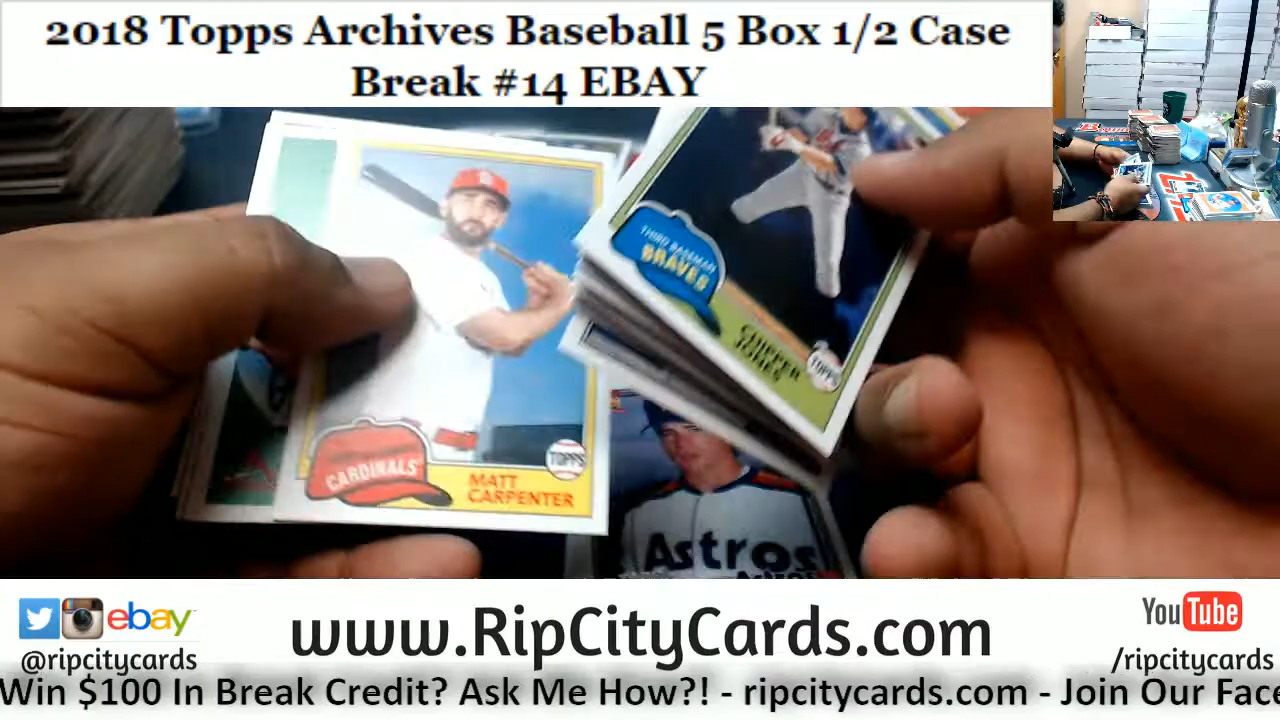 2018 Topps Archives Baseball 5 Box 1/2 Case
Break #14 EBAY
THIRD BASEMAN
BRAVES
CHIPPER
JONES
TOPPS
CARDINALS
MATT
CARPENTER
TOPPS
Astros
Astros
ebay
@ripcitycards
www.RipCityCards.com
YouTube
/ripcitycards
Win $100 In Break Credit? Ask Me How?! - ripcitycards.com - Join Our Face